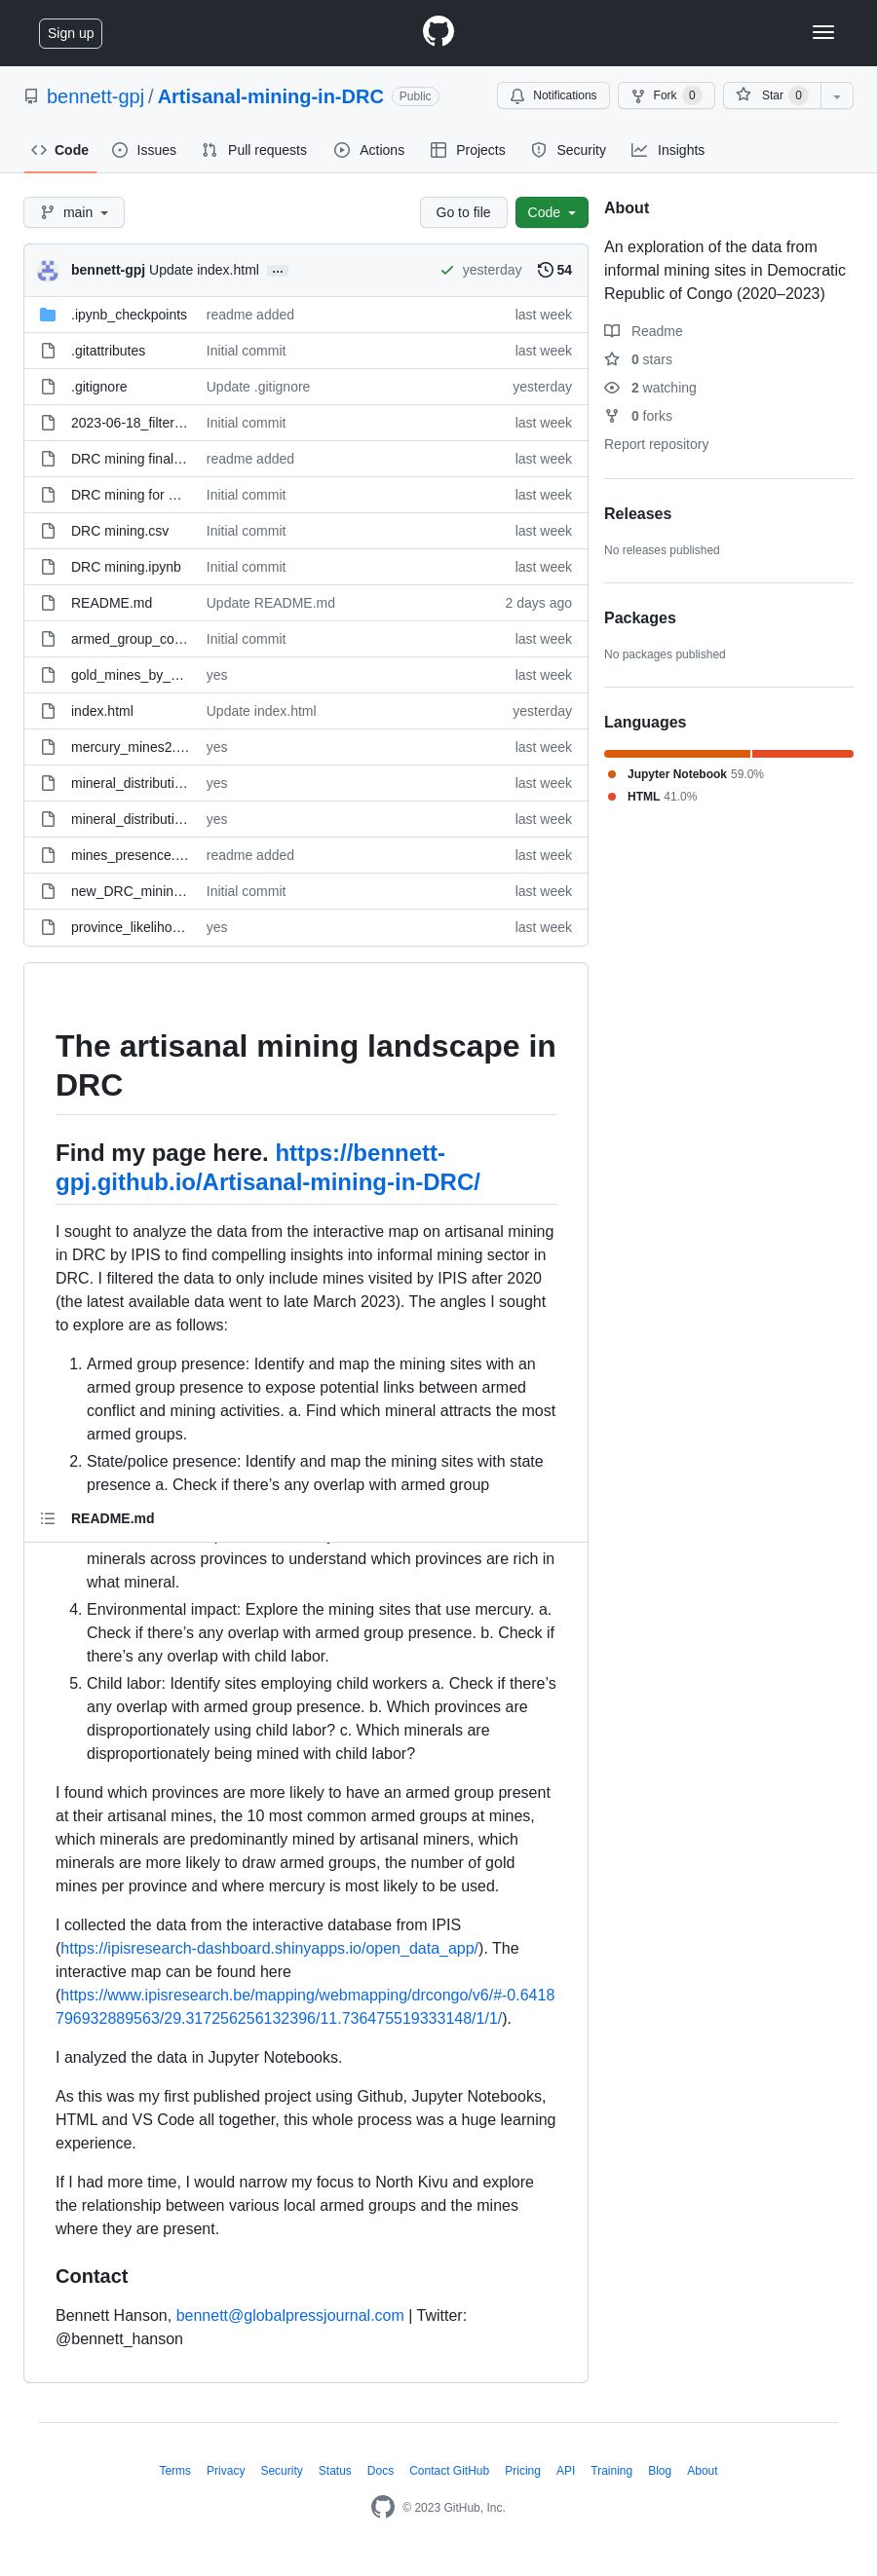 Sign up
bennett-gpj / Artisanal-mining-in-DRC Public
Notifications
Fork 0
Star 0
Code
Issues
Pull requests
Actions
Projects
Security
Insights
main
Go to file
Code
bennett-gpj Update index.html ...
yesterday
54
.ipynb_checkpoints readme added last week
.gitattributes Initial commit last week
.gitignore Update .gitignore yesterday
2023-06-18_filter… Initial commit last week
DRC mining final… readme added last week
DRC mining for … Initial commit last week
DRC mining.csv Initial commit last week
DRC mining.ipynb Initial commit last week
README.md Update README.md 2 days ago
armed_group_co… Initial commit last week
gold_mines_by_… yes last week
index.html Update index.html yesterday
mercury_mines2.… yes last week
mineral_distributi… yes last week
mineral_distributi… yes last week
mines_presence.… readme added last week
new_DRC_minin… Initial commit last week
province_likeliho… yes last week
About
An exploration of the data from
informal mining sites in Democratic
Republic of Congo (2020–2023)
Readme
0 stars
2 watching
0 forks
Report repository
Releases
No releases published
Packages
No packages published
Languages
Jupyter Notebook 59.0%
HTML 41.0%
The artisanal mining landscape in
DRC
Find my page here. https://bennett-
gpj.github.io/Artisanal-mining-in-DRC/
I sought to analyze the data from the interactive map on artisanal mining
in DRC by IPIS to find compelling insights into informal mining sector in
DRC. I filtered the data to only include mines visited by IPIS after 2020
(the latest available data went to late March 2023). The angles I sought
to explore are as follows:
1. Armed group presence: Identify and map the mining sites with an
armed group presence to expose potential links between armed
conflict and mining activities. a. Find which mineral attracts the most
armed groups.
2. State/police presence: Identify and map the mining sites with state
presence a. Check if there’s any overlap with armed group
README.md
minerals across provinces to understand which provinces are rich in
what mineral.
4. Environmental impact: Explore the mining sites that use mercury. a.
Check if there’s any overlap with armed group presence. b. Check if
there’s any overlap with child labor.
5. Child labor: Identify sites employing child workers a. Check if there’s
any overlap with armed group presence. b. Which provinces are
disproportionately using child labor? c. Which minerals are
disproportionately being mined with child labor?
I found which provinces are more likely to have an armed group present
at their artisanal mines, the 10 most common armed groups at mines,
which minerals are predominantly mined by artisanal miners, which
minerals are more likely to draw armed groups, the number of gold
mines per province and where mercury is most likely to be used.
I collected the data from the interactive database from IPIS
(https://ipisresearch-dashboard.shinyapps.io/open_data_app/). The
interactive map can be found here
(https://www.ipisresearch.be/mapping/webmapping/drcongo/v6/#-0.6418
796932889563/29.317256256132396/11.736475519333148/1/1/).
I analyzed the data in Jupyter Notebooks.
As this was my first published project using Github, Jupyter Notebooks,
HTML and VS Code all together, this whole process was a huge learning
experience.
If I had more time, I would narrow my focus to North Kivu and explore
the relationship between various local armed groups and the mines
where they are present.
Contact
Bennett Hanson, bennett@globalpressjournal.com | Twitter:
@bennett_hanson
Terms Privacy Security Status Docs Contact GitHub Pricing API Training Blog About
© 2023 GitHub, Inc.